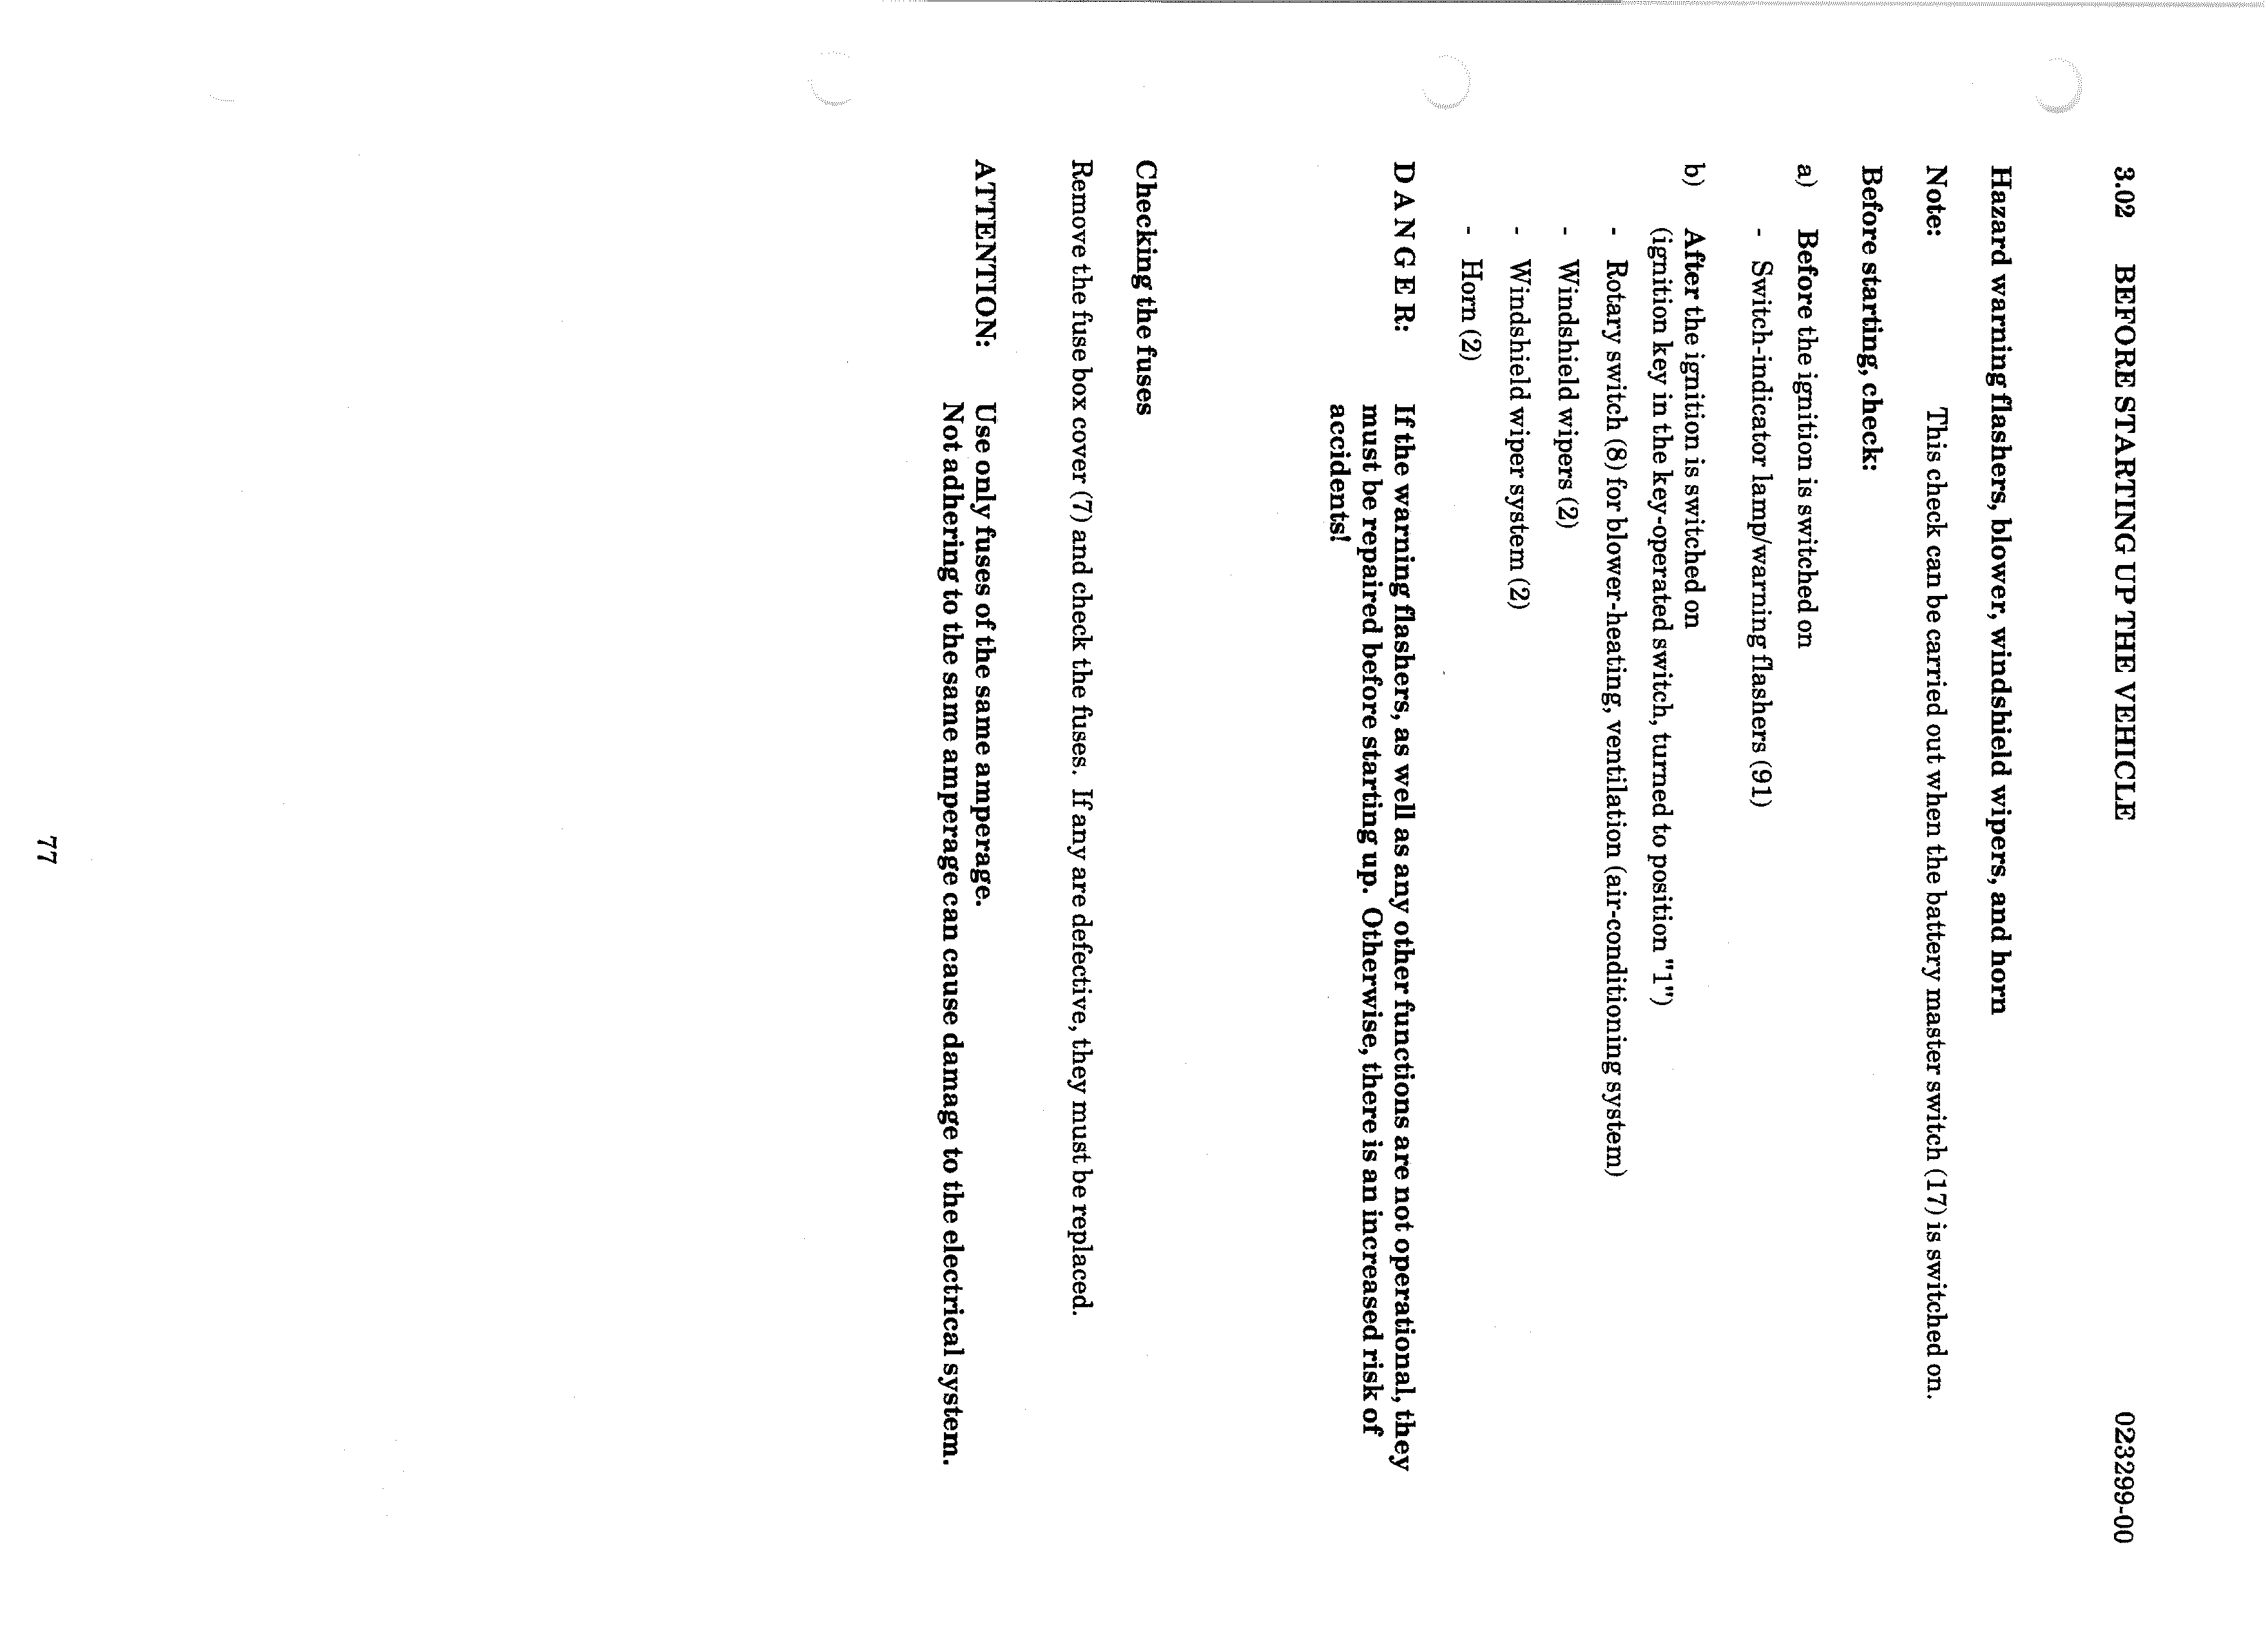 3.02 BEFORE STARTING UP THE VEHICLE 023299-00
Hazard warning flashers, blower, windshield wipers, and horn
Note: This check can be carried out when the battery master switch (17) is switched on.
Before starting, check:
a) Before the ignition is switched on
- Switch-indicator lamp/warning flashers (91)
b) After the ignition is switched on
(ignition key in the key-operated switch, turned to position "1")
- Rotary switch (8) for blower-heating, ventilation (air-conditioning system)
- Windshield wipers (2)
- Windshield wiper system (2)
- Horn (2)
D A N G E R: If the warning flashers, as well as any other functions are not operational, they
must be repaired before starting up. Otherwise, there is an increased risk of
accidents!
Checking the fuses
Remove the fuse box cover (7) and check the fuses. If any are defective, they must be replaced.
ATTENTION: Use only fuses of the same amperage.
Not adhering to the same amperage can cause damage to the electrical system.
77